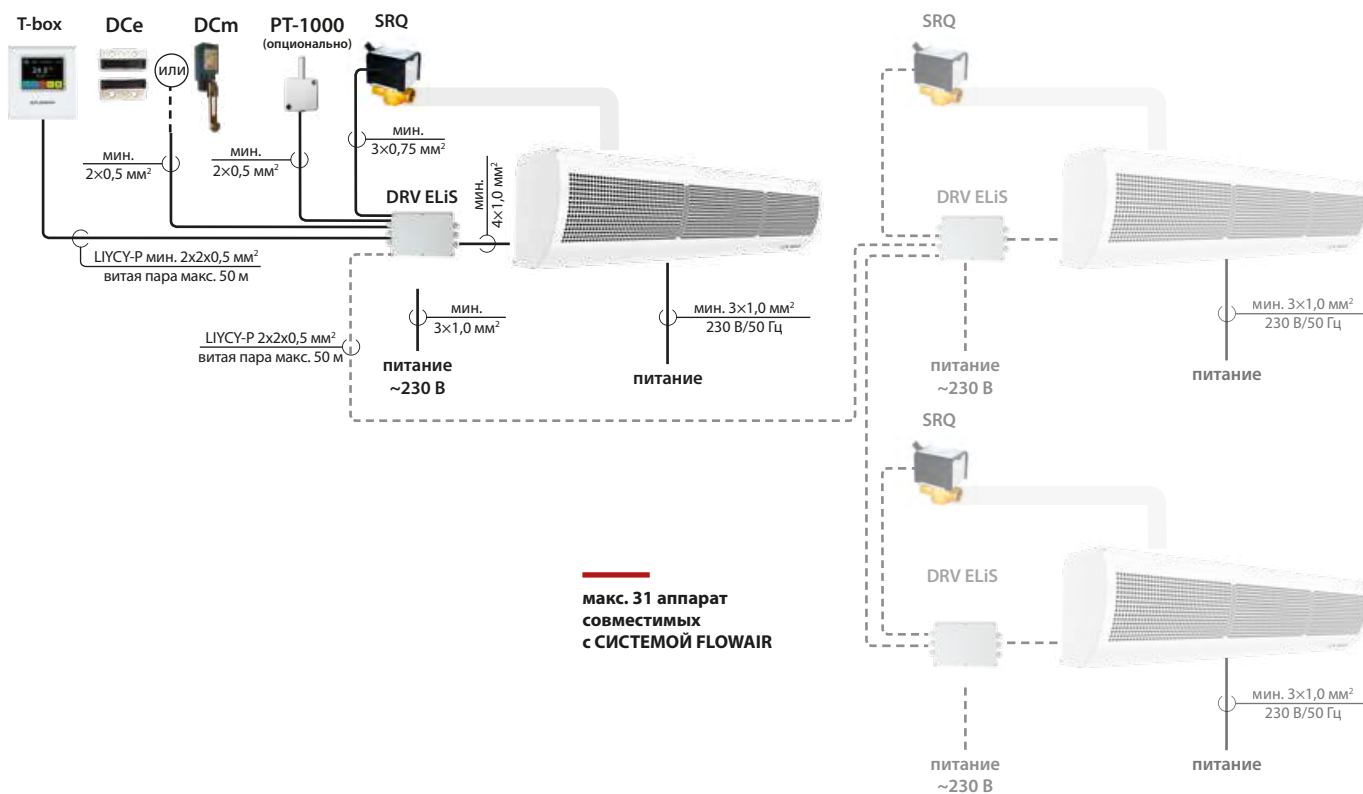 T-box
DCe
DCm
PT-1000
(опционально)
SRQ
или
мин.
2×0,5 мм²
мин.
2×0,5 мм²
мин.
3×0,75 мм²
DRV ELiS
мин.
4×1,0 мм²
LIYCY-P мин. 2x2x0,5 мм²
витая пара макс. 50 м
LIYCY-P 2x2x0,5 мм²
витая пара макс. 50 м
мин.
3×1,0 мм²
питание
~230 В
мин. 3×1,0 мм²
230 В/50 Гц
питание
SRQ
DRV ELiS
питание
~230 В
мин. 3×1,0 мм²
230 В/50 Гц
питание
SRQ
DRV ELiS
питание
~230 В
мин. 3×1,0 мм²
230 В/50 Гц
питание
макс. 31 аппарат
совместимых
с СИСТЕМОЙ FLOWAIR